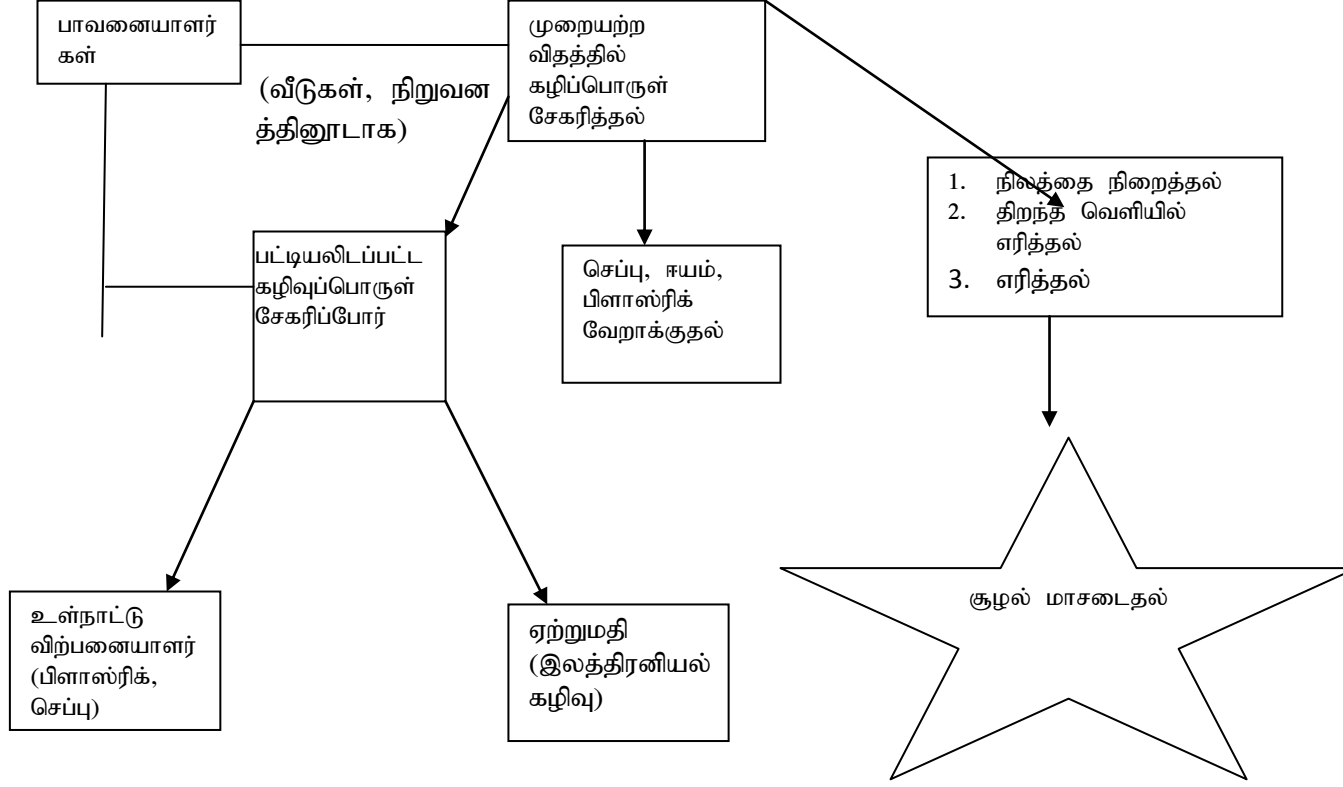 பாவனையாளர்
கள்
முறையற்ற
விதத்தில்
கழிப்பொருள்
சேகரித்தல்
(வீடுகள், நிறுவன
த்தினூடாக)
1. நிலத்தை நிறைத்தல்
2. திறந்த வெளியில்
எரித்தல்
3. எரித்தல்
பட்டியலிடப்பட்ட
கழிவுப்பொருள்
சேகரிப்போர்
செப்பு, ஈயம்,
பிளாஸ்ரிக்
வேறாக்குதல்
சூழல் மாசடைதல்
உள்நாட்டு
விற்பனையாளர்
(பிளாஸ்ரிக்,
செப்பு)
ஏற்றுமதி
(இலத்திரனியல்
கழிவு)